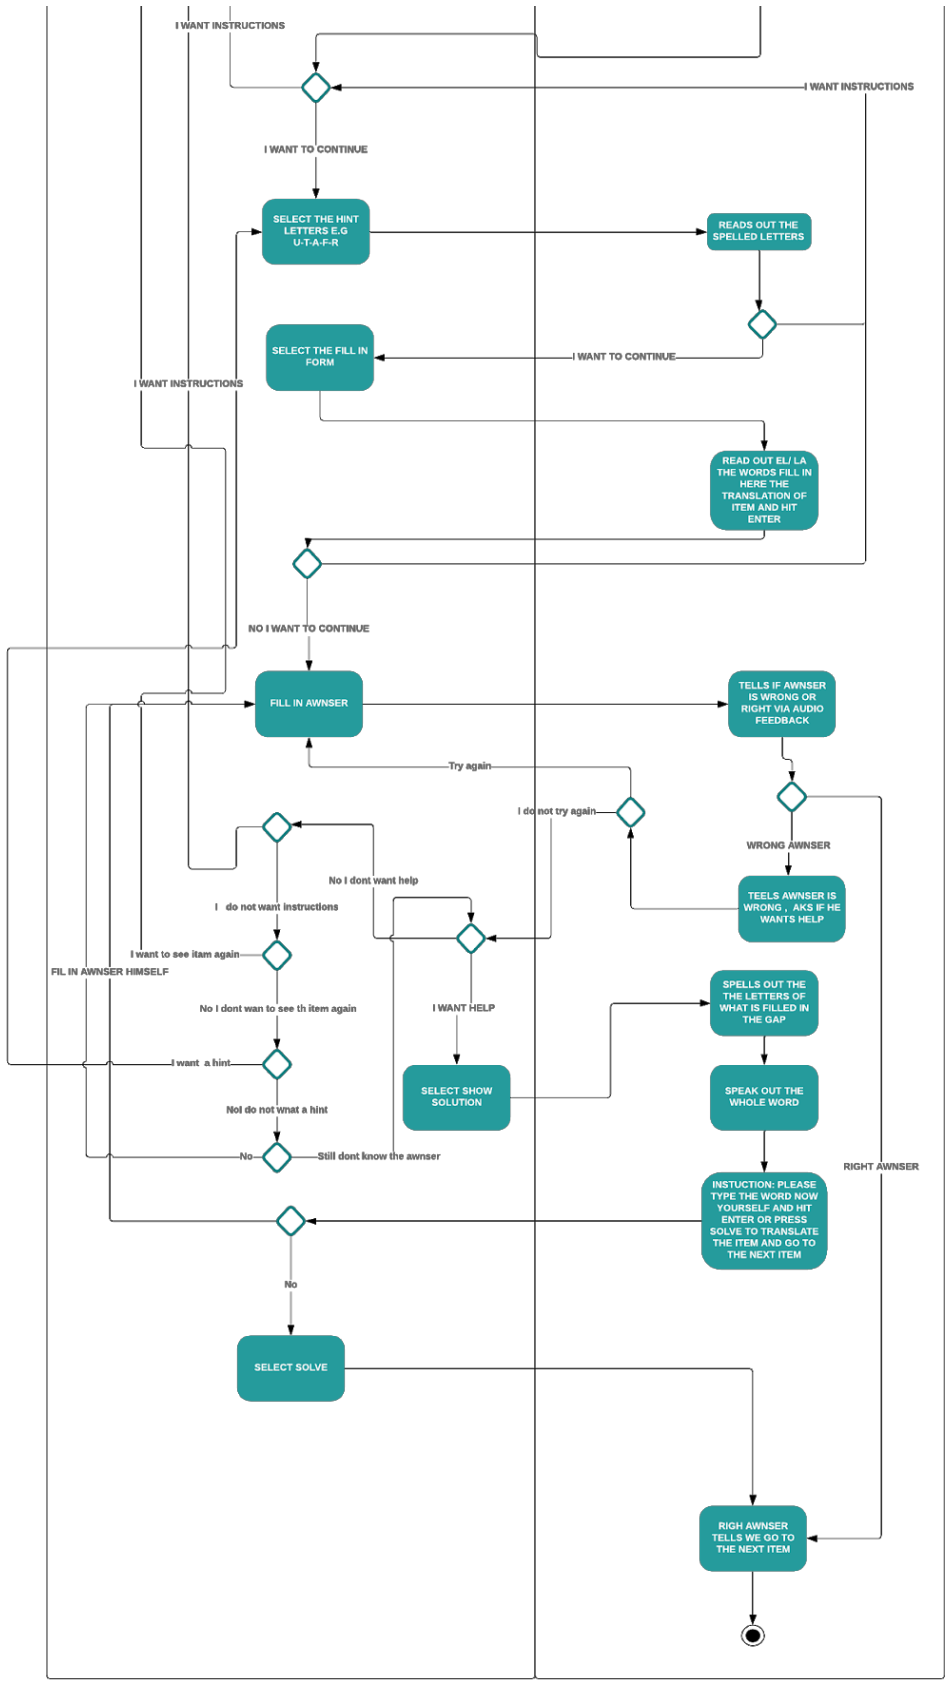 I WANT INSTRUCTIONS
I WANT INSTRUCTIONS
I WANT TO CONTINUE
SELECT THE HINT
LETTERS E.G
U-T-A-F-R
READS OUT THE
SPELLED LETTERS
SELECT THE FILL IN
FORM
I WANT TO CONTINUE
I WANT INSTRUCTIONS
READ OUT EL/ LA
THE WORDS FILL IN
HERE THE
TRANSLATION OF
ITEM AND HIT
ENTER
NO I WANT TO CONTINUE
FILL IN AWNSER
TELLS IF AWNSER
IS WRONG OR
RIGHT VIA AUDIO
FEEDBACK
Try again
I do not try again
WRONG AWNSER
No I dont want help
TEELS AWNSER IS
WRONG , AKS IF HE
WANTS HELP
I do not want instructions
I want to see itam again
FIL IN AWNSER HIMSELF
SPELLS OUT THE
THE LETTERS OF
WHAT IS FILLED IN
THE GAP
No I dont wan to see th item again
I WANT HELP
I want a hint
SELECT SHOW
SOLUTION
SPEAK OUT THE
WHOLE WORD
NoI do not wnat a hint
No
Still dont know the awnser
RIGHT AWNSER
INSTUCTION: PLEASE
TYPE THE WORD NOW
YOURSELF AND HIT
ENTER OR PRESS
SOLVE TO TRANSLATE
THE ITEM AND GO TO
THE NEXT ITEM
No
SELECT SOLVE
RIGH AWNSER
TELLS WE GO TO
THE NEXT ITEM